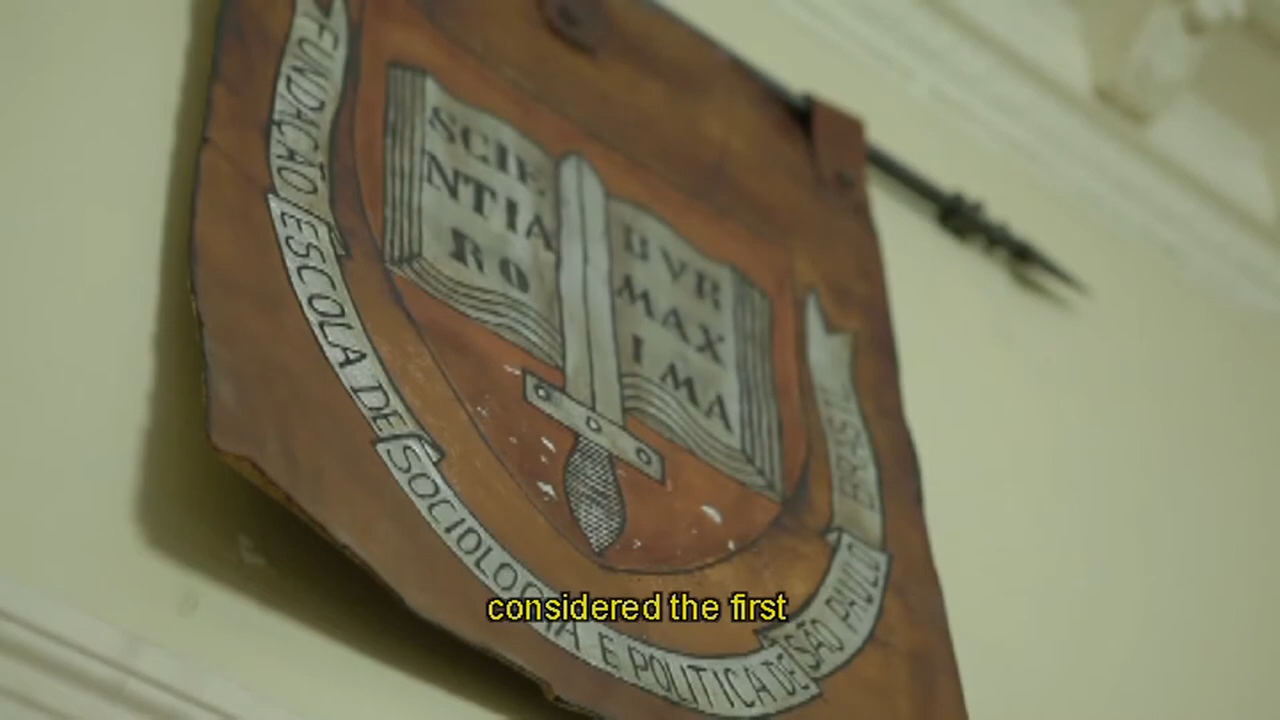 FUNDAÇÃO ESCOLA DE SOCIOLOGIA E POLITICA DE SÃO PAULO BRASIL
SCIE
NTIA
RO
BVR
MAX
IMA
considered the first